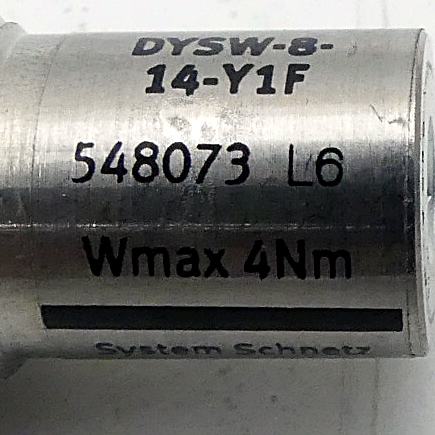 DYSW-8-
14-Y1F
548073 L6
Wmax 4Nm
System Schnetz